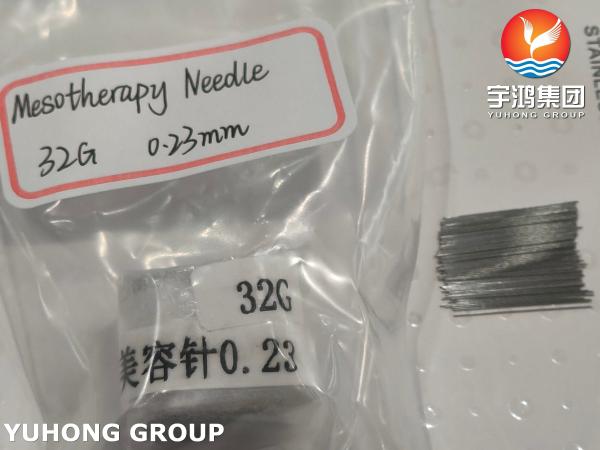 Mesotherapy Needle
32G 0.23mm
宇鸿集团
YUHONG GROUP
32G
美容针0.23
YUHONG GROUP